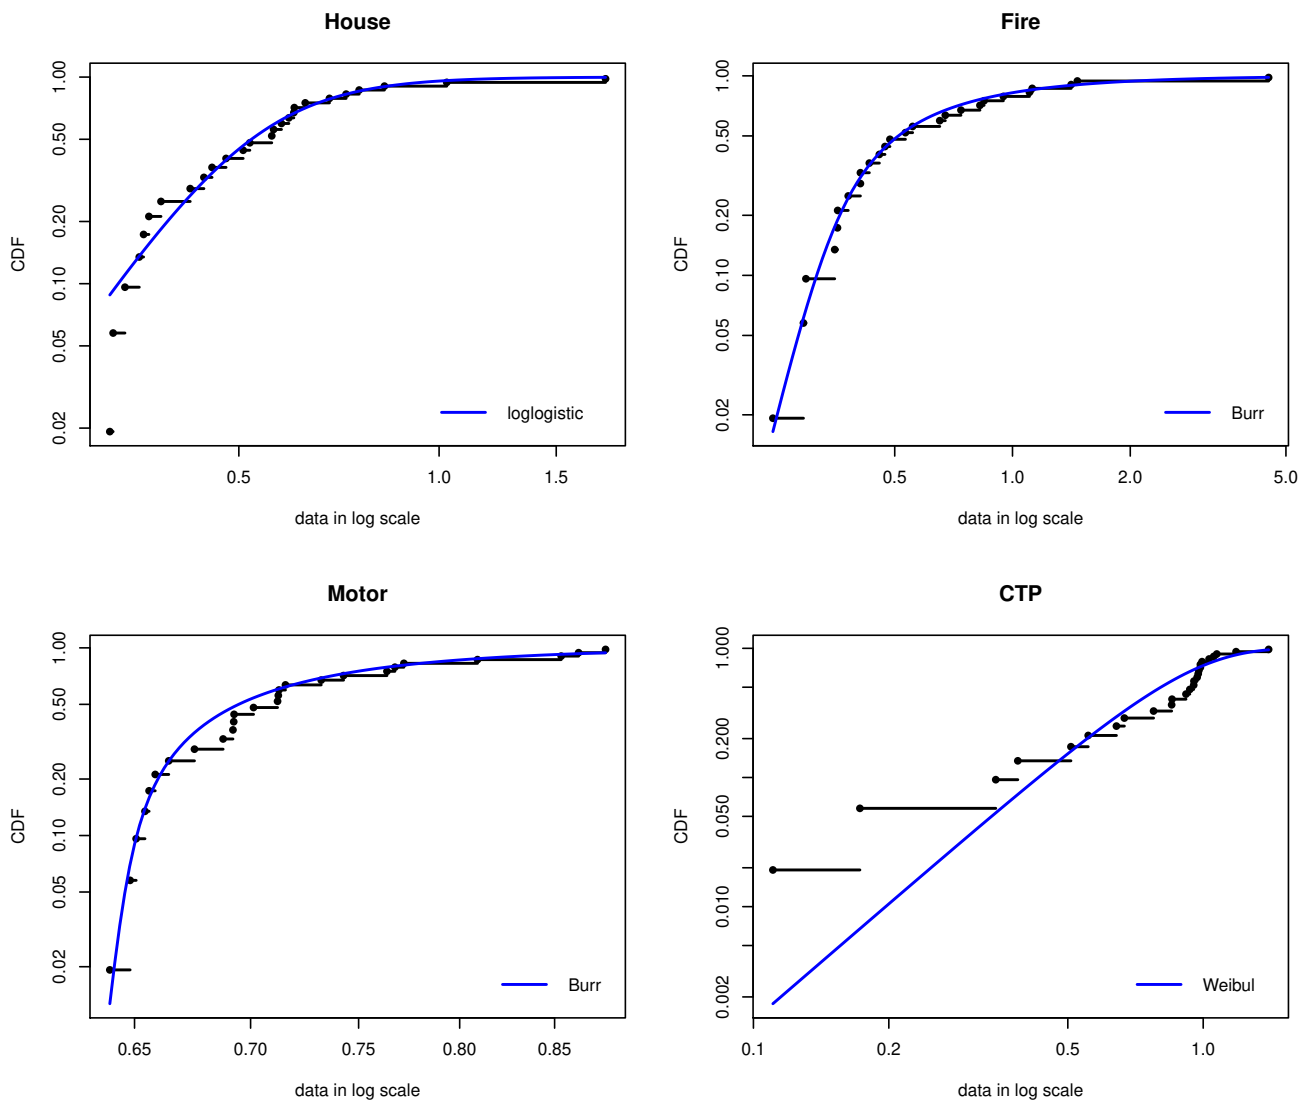 House
CDF
1.00
0.50
0.20
0.10
0.05
0.02
loglogistic
0.5 1.0 1.5
data in log scale
Fire
CDF
1.00
0.50
0.20
0.10
0.05
0.02
Burr
0.5 1.0 2.0 5.0
data in log scale
Motor
CDF
1.00
0.50
0.20
0.10
0.05
0.02
Burr
0.65 0.70 0.75 0.80 0.85
data in log scale
CTP
CDF
1.000
0.200
0.050
0.010
0.002
Weibul
0.1 0.2 0.5 1.0
data in log scale